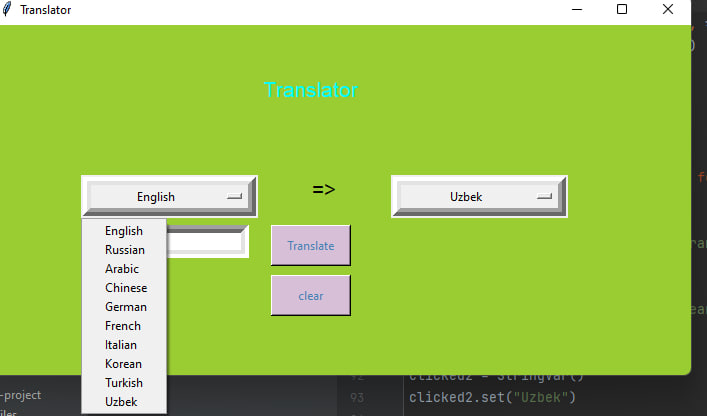 Translator
Translator
English
=>
Uzbek
English
Russian
Arabic
Chinese
German
French
Italian
Korean
Turkish
Uzbek
Translate
clear
-project
92
clicked2 = StringVar()
clicked2.set("Uzbek")